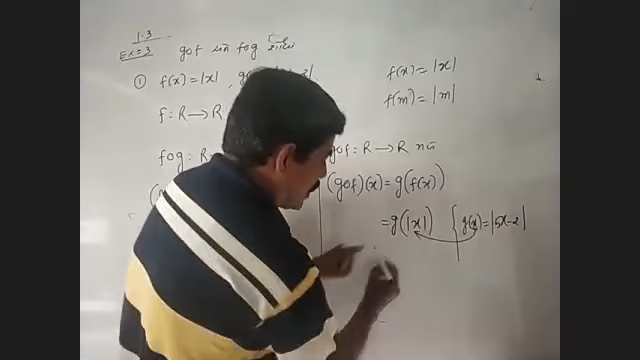 1.3
Ex=3 gof અને fog શોધો
① f(x)=|x|,
f(x)=|x|
f(m)=|m|
f:R→R
fog:R
gof:R→R
(gof)(x)=g(f(x))
=g(|x|) {g(x)=|5x-2|